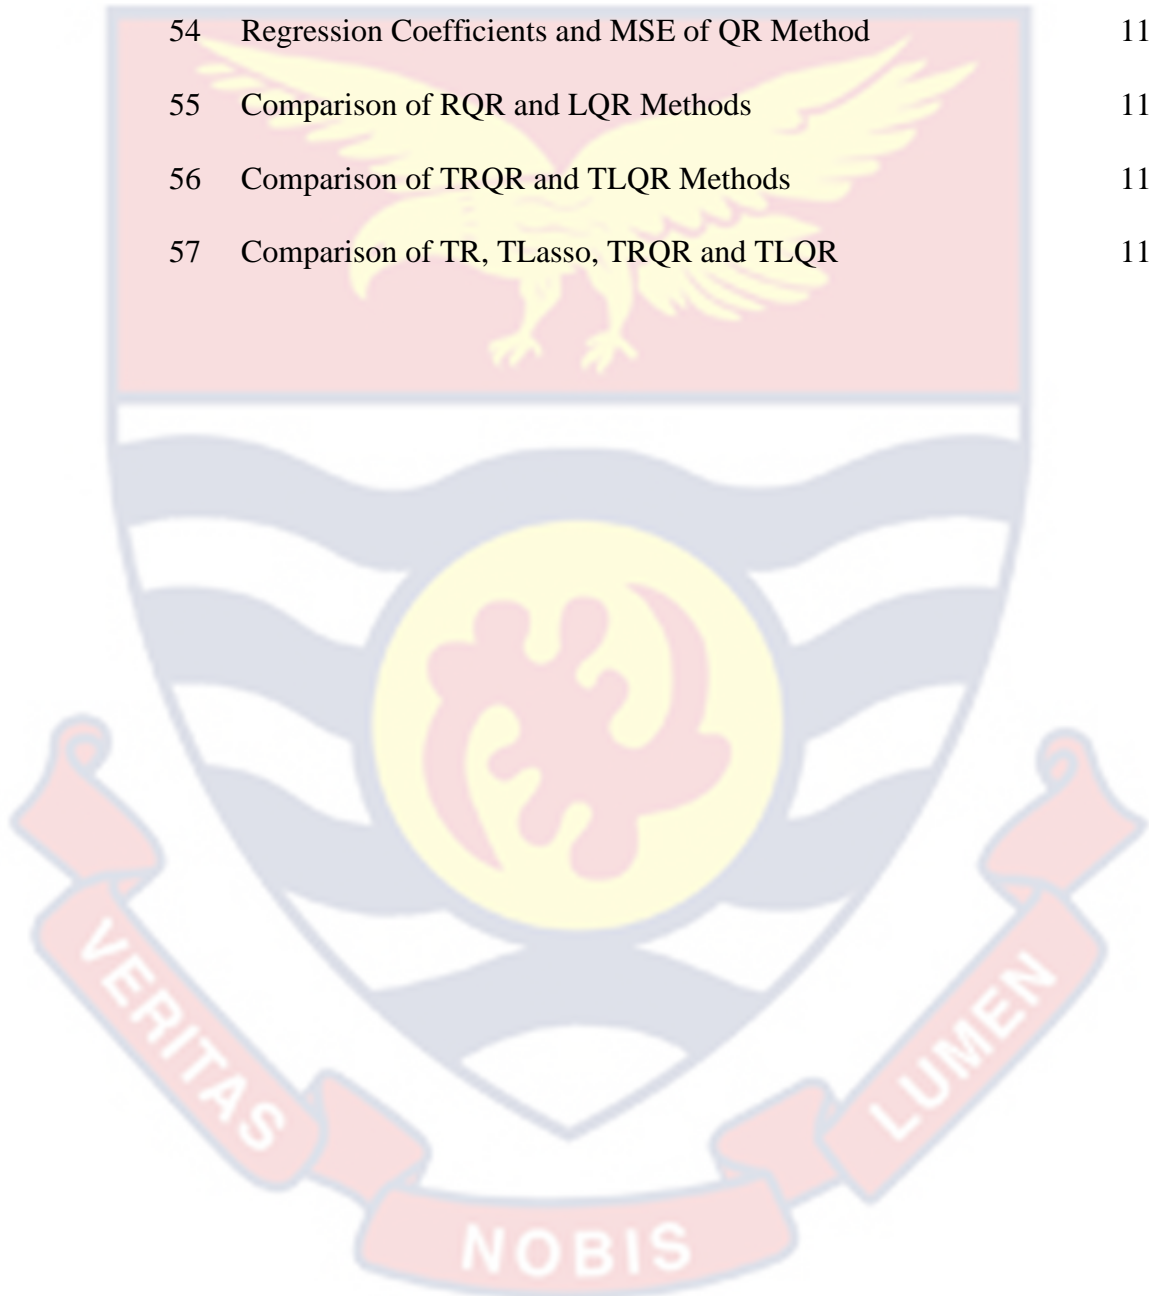 54 Regression Coefficients and MSE of QR Method 11
55 Comparison of RQR and LQR Methods 11
56 Comparison of TRQR and TLQR Methods 11
57 Comparison of TR, TLasso, TRQR and TLQR 11
VERITAS
NOBIS
LUMEN